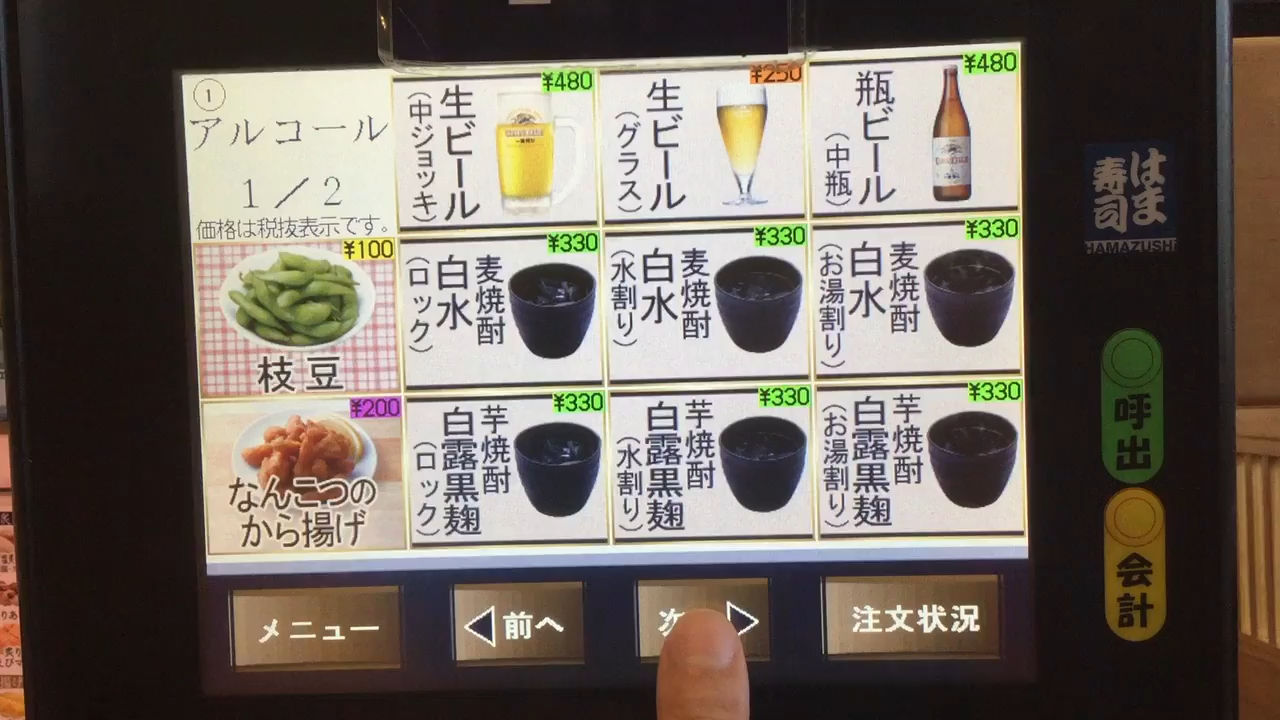 ①
アルコール
1/2
価格は税抜表示です。
¥480
生ビール
(中ジョッキ)
¥250
生ビール
(グラス)
¥480
瓶ビール
(中瓶)
¥100
枝豆
¥330
麦焼酎
白水
(ロック)
¥330
麦焼酎
白水
(水割り)
¥330
麦焼酎
白水
(お湯割り)
¥200
なんこつの
から揚げ
¥330
芋焼酎
白露黒麹
(ロック)
¥330
芋焼酎
白露黒麹
(水割り)
¥330
芋焼酎
白露黒麹
(お湯割り)
メニュー
前へ
次
注文状況
はま
寿司
HAMAZUSHI
呼出
会計